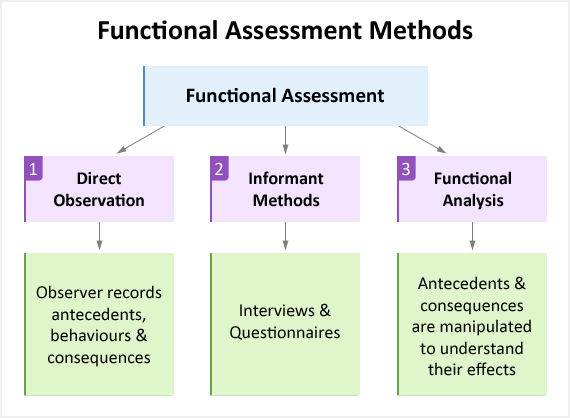 Functional Assessment Methods
Functional Assessment
1
Direct
Observation
2
Informant
Methods
3
Functional
Analysis
Observer records
antecedents,
behaviours &
consequences
Interviews &
Questionnaires
Antecedents &
consequences
are manipulated
to understand
their effects